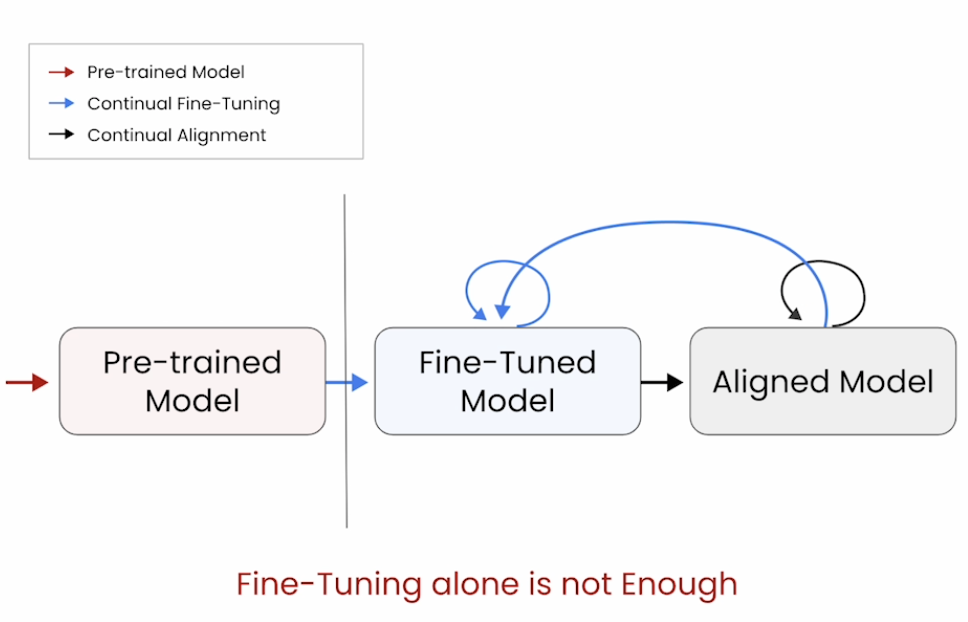 Pre-trained Model
Continual Fine-Tuning
Continual Alignment
Pre-trained
Model
Fine-Tuned
Model
Aligned Model
Fine-Tuning alone is not Enough